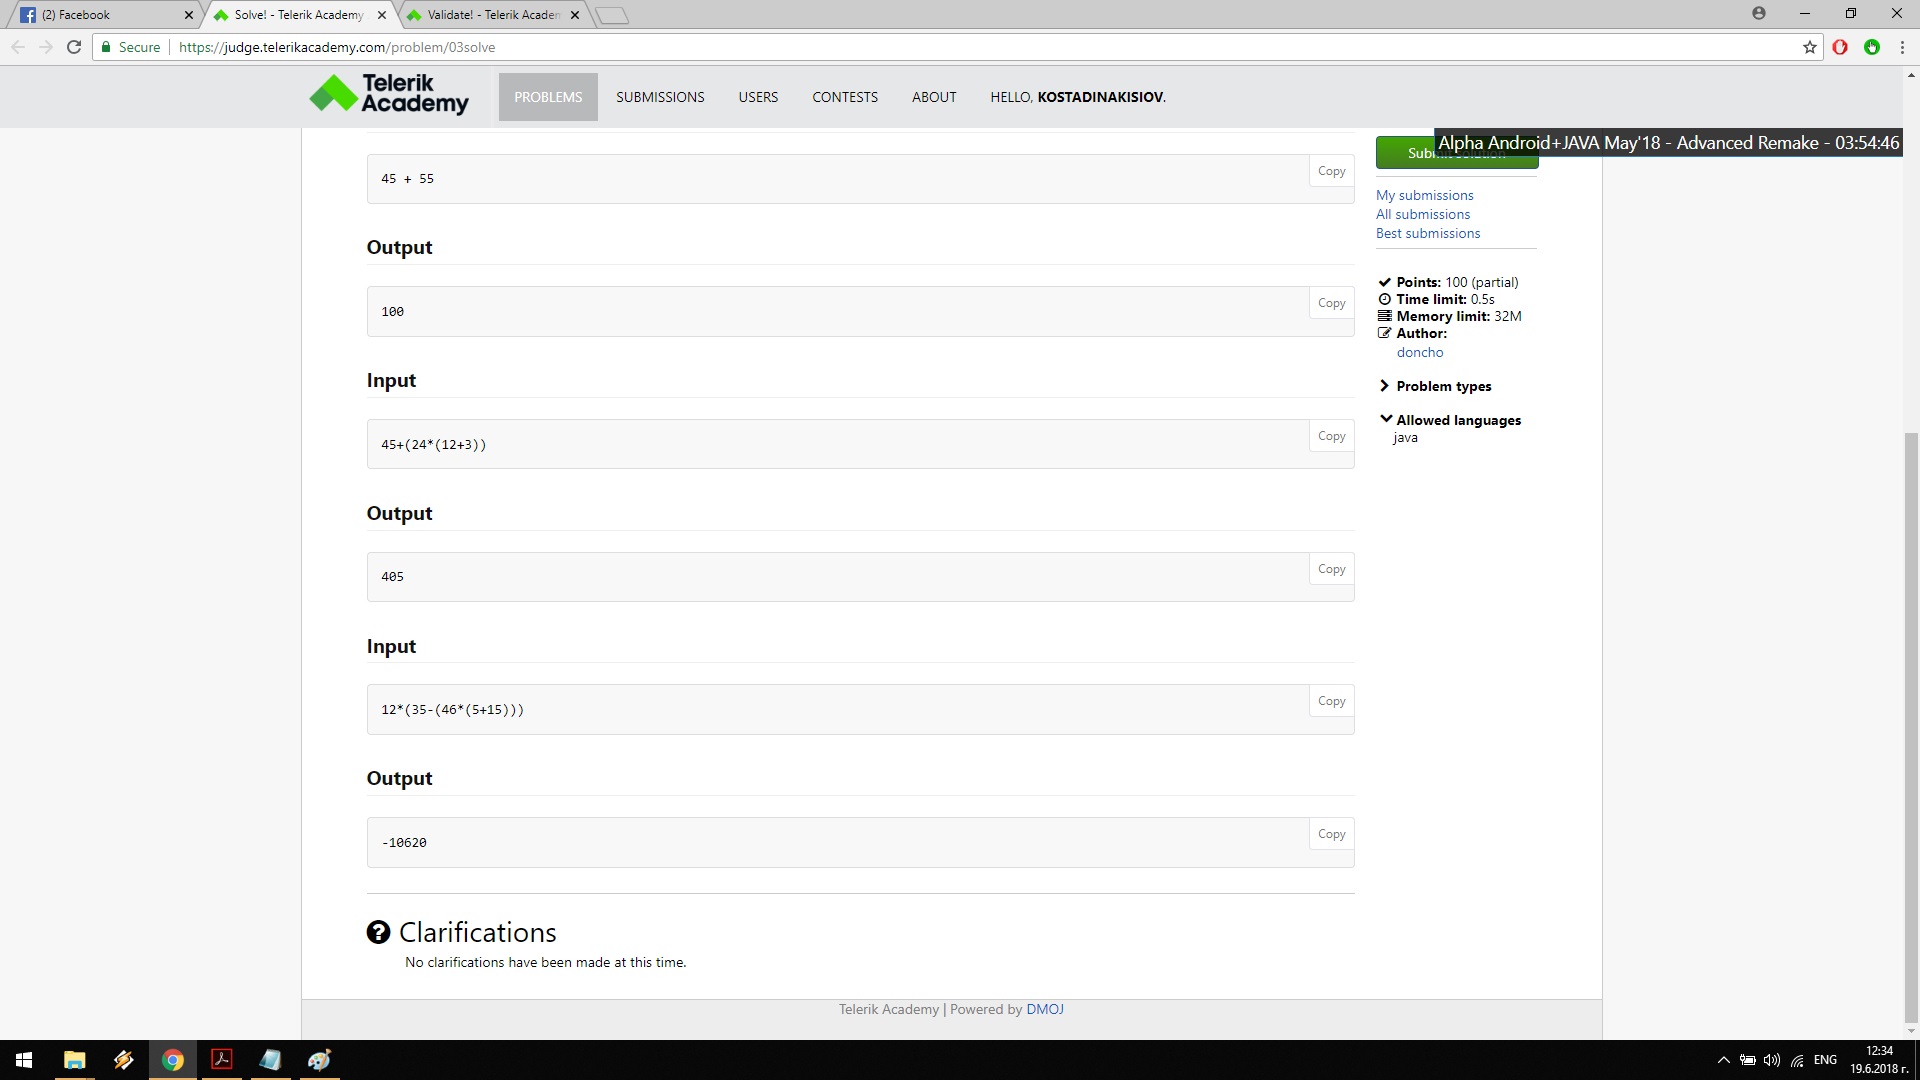 (2) Facebook
Solve! - Telerik Academy
Validate! - Telerik Academ
Secure
https://judge.telerikacademy.com/problem/03solve
Telerik
Academy
PROBLEMS
SUBMISSIONS
USERS
CONTESTS
ABOUT
HELLO, KOSTADINAKISIOV.
Alpha Android+JAVA May'18 - Advanced Remake - 03:54:46
45 + 55
Copy
Output
100
Copy
Input
45+(24*(12+3))
Copy
Output
405
Copy
Input
12*(35-(46*(5+15)))
Copy
Output
-10620
Copy
Clarifications
No clarifications have been made at this time.
Submit solution
My submissions
All submissions
Best submissions
Points: 100 (partial)
Time limit: 0.5s
Memory limit: 32M
Author:
doncho
Problem types
Allowed languages
java
Telerik Academy | Powered by DMOJ
ENG
12:34
19.6.2018 г.